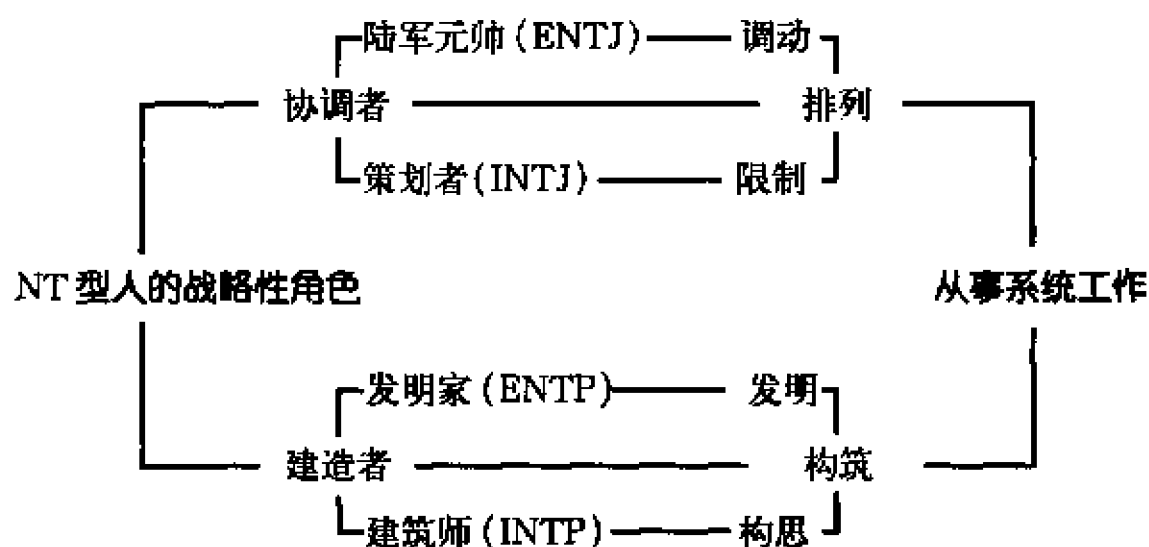 陆军元帅(ENTJ) 调动
协调者 排列
策划者(INTJ) 限制
NT型人的战略性角色 从事系统工作
发明家(ENTP) 发明
建造者 构筑
建筑师(INTP) 构思